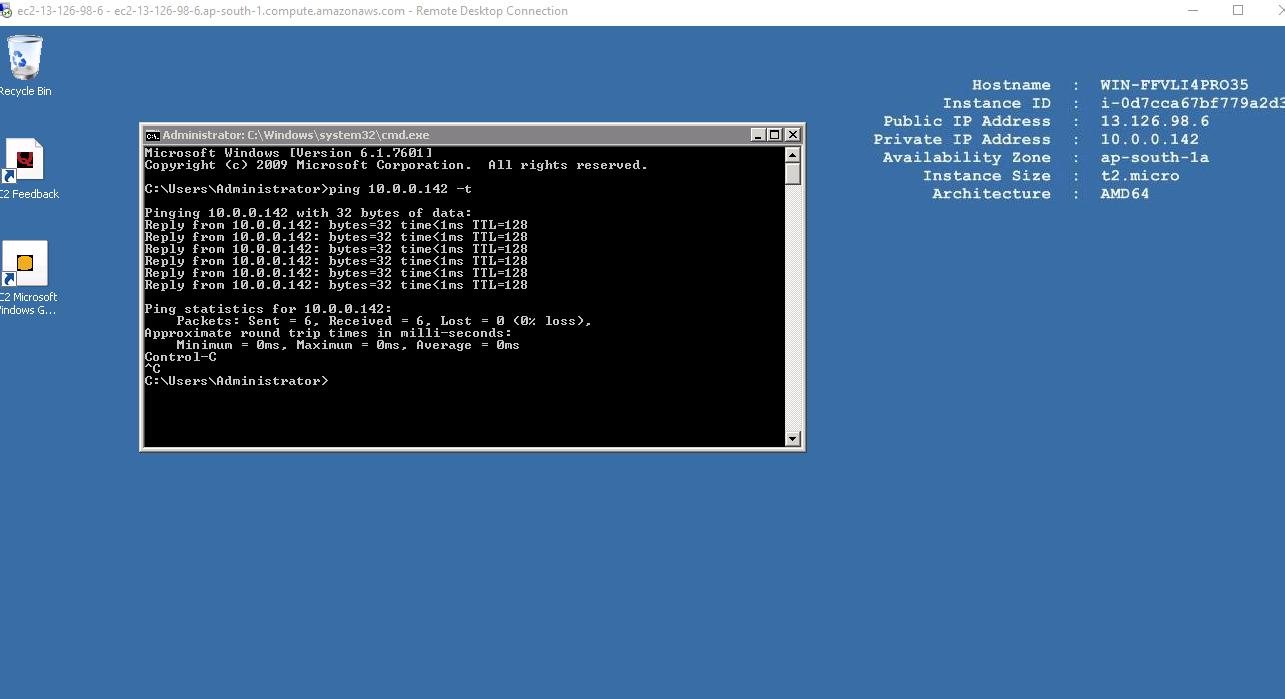 ec2-13-126-98-6 - ec2-13-126-98-6.ap-south-1.compute.amazonaws.com - Remote Desktop Connection
Recycle Bin
C2 Feedback
C2 Microsoft
indows G...
Hostname : WIN-FFVLI4PRO35
Instance ID : i-0d7cca67bf779a2d3
Public IP Address : 13.126.98.6
Private IP Address : 10.0.0.142
Availability Zone : ap-south-1a
Instance Size : t2.micro
Architecture : AMD64
Administrator: C:\Windows\system32\cmd.exe
Microsoft Windows [Version 6.1.7601]
Copyright (c) 2009 Microsoft Corporation.  All rights reserved.
C:\Users\Administrator>ping 10.0.0.142 -t
Pinging 10.0.0.142 with 32 bytes of data:
Reply from 10.0.0.142: bytes=32 time<1ms TTL=128
Reply from 10.0.0.142: bytes=32 time<1ms TTL=128
Reply from 10.0.0.142: bytes=32 time<1ms TTL=128
Reply from 10.0.0.142: bytes=32 time<1ms TTL=128
Reply from 10.0.0.142: bytes=32 time<1ms TTL=128
Reply from 10.0.0.142: bytes=32 time<1ms TTL=128
Ping statistics for 10.0.0.142:
Packets: Sent = 6, Received = 6, Lost = 0 (0% loss),
Approximate round trip times in milli-seconds:
Minimum = 0ms, Maximum = 0ms, Average = 0ms
Control-C
^C
C:\Users\Administrator>